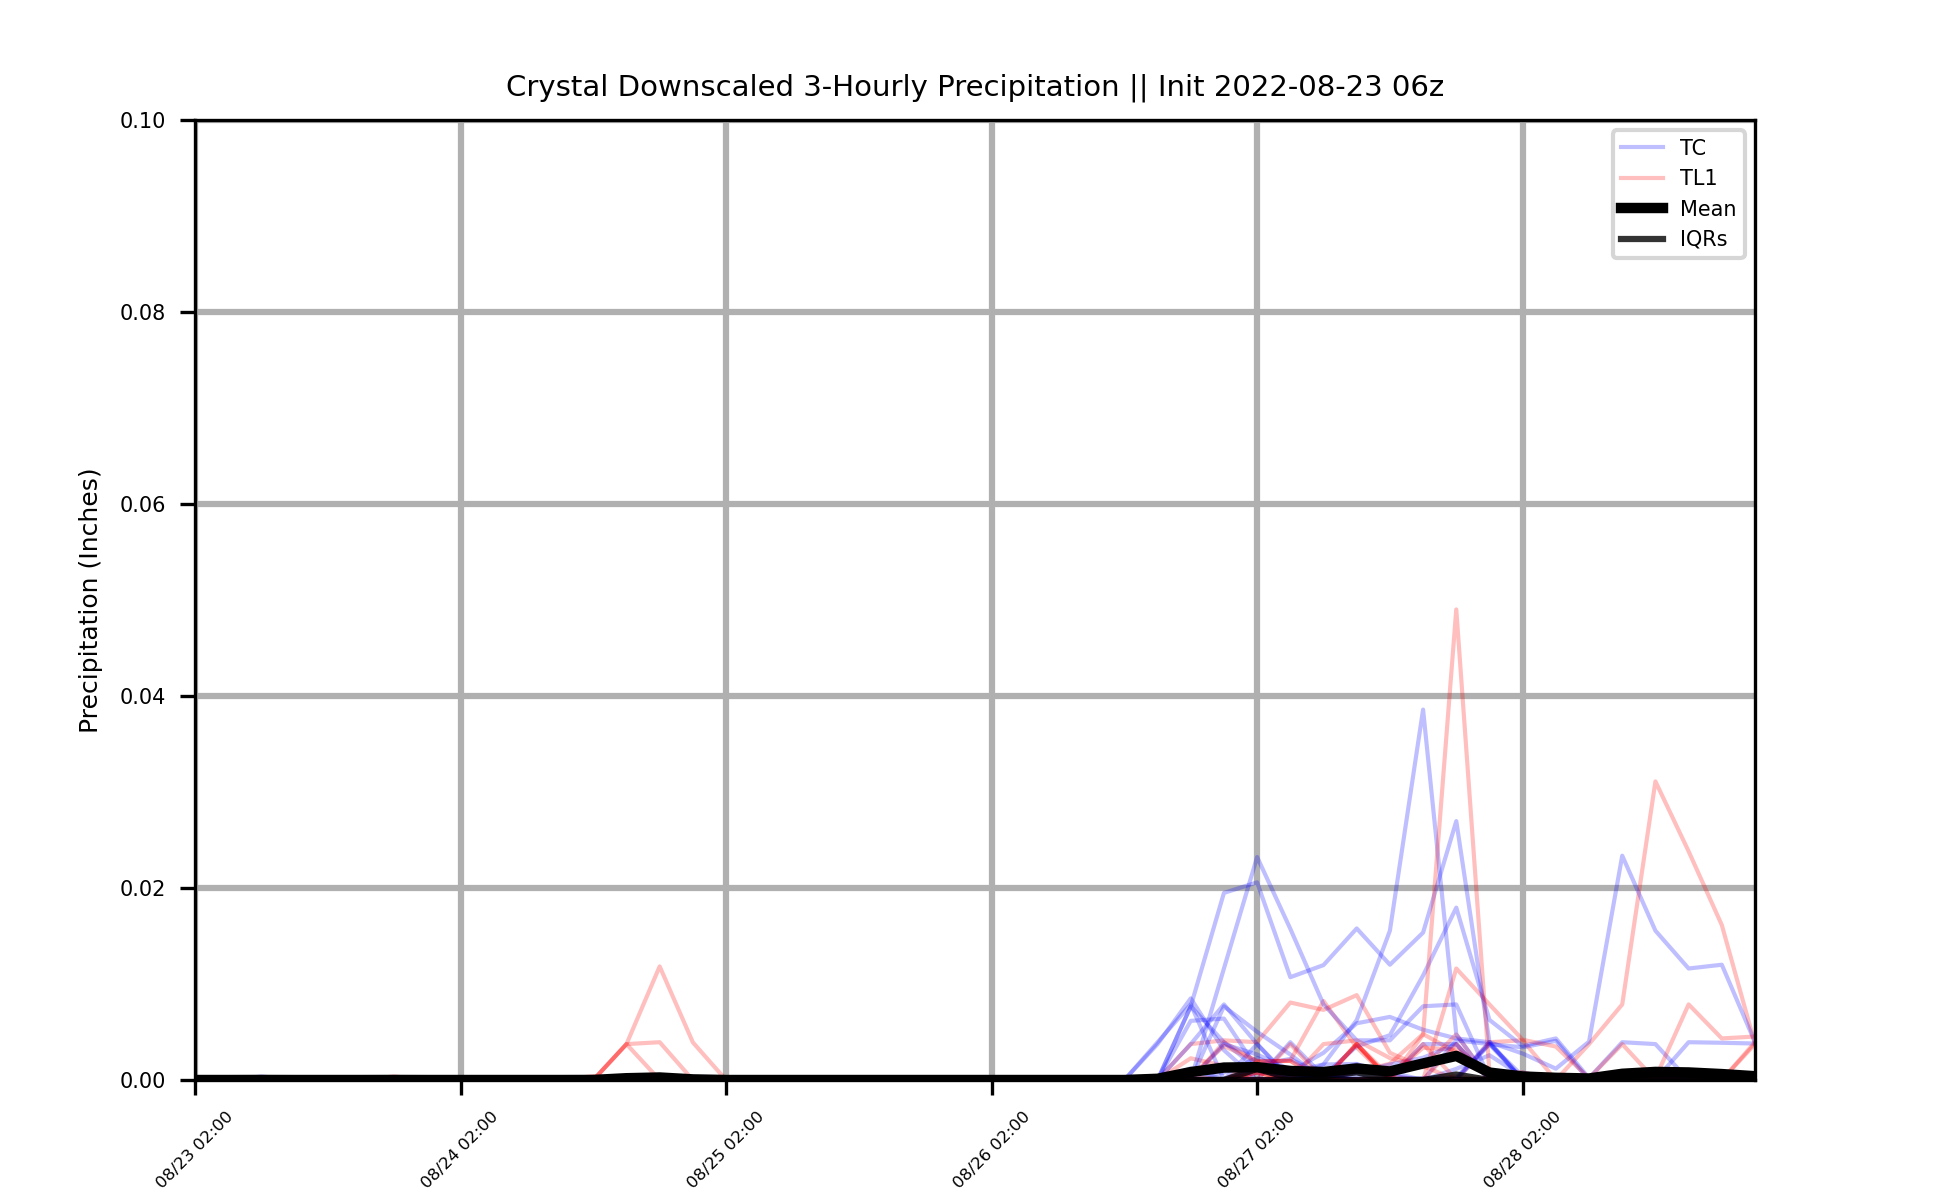 Crystal Downscaled 3-Hourly Precipitation || Init 2022-08-23 06z
0.10
0.08
0.06
0.04
0.02
0.00
Precipitation (Inches)
TC
TL1
Mean
IQRs
08/23 02:00
08/24 02:00
08/25 02:00
08/26 02:00
08/27 02:00
08/28 02:00